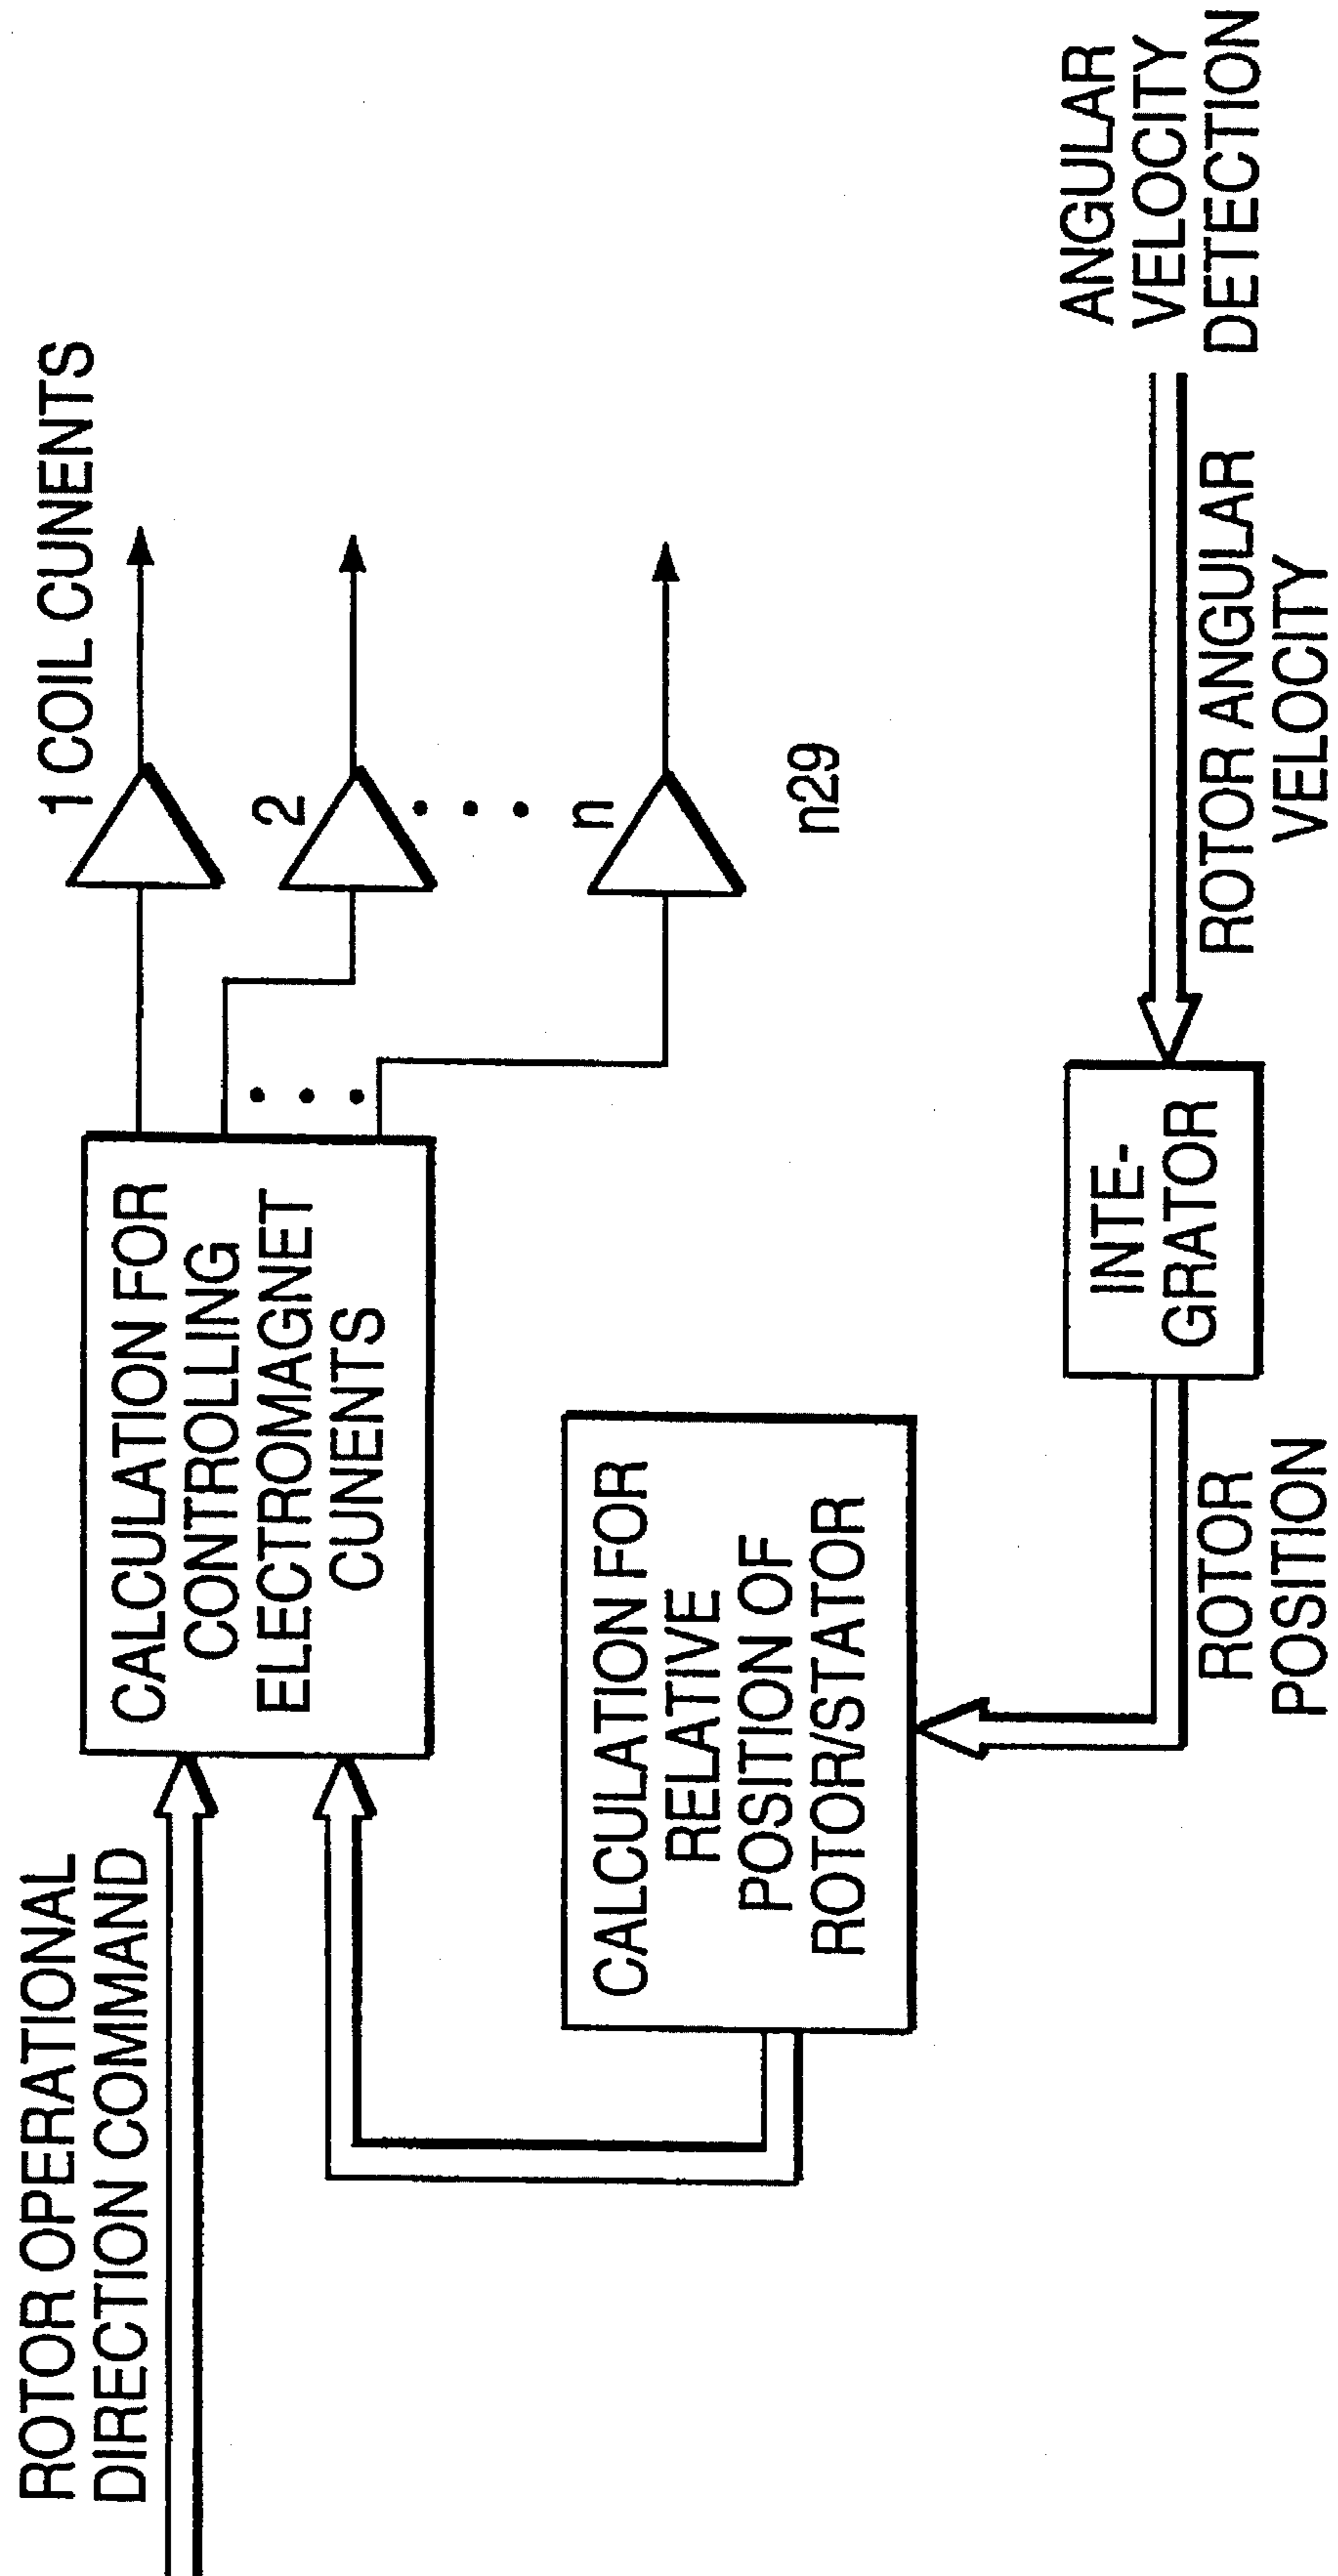 ROTOR OPERATIONAL
DIRECTION COMMAND
CALCULATION FOR
CONTROLLING
ELECTROMAGNET
CUNENTS
1 COIL CUNENTS
2
n
n29
CALCULATION FOR
RELATIVE
POSITION OF
ROTOR/STATOR
ROTOR
POSITION
INTE-
GRATOR
ROTOR ANGULAR
VELOCITY
ANGULAR
VELOCITY
DETECTION